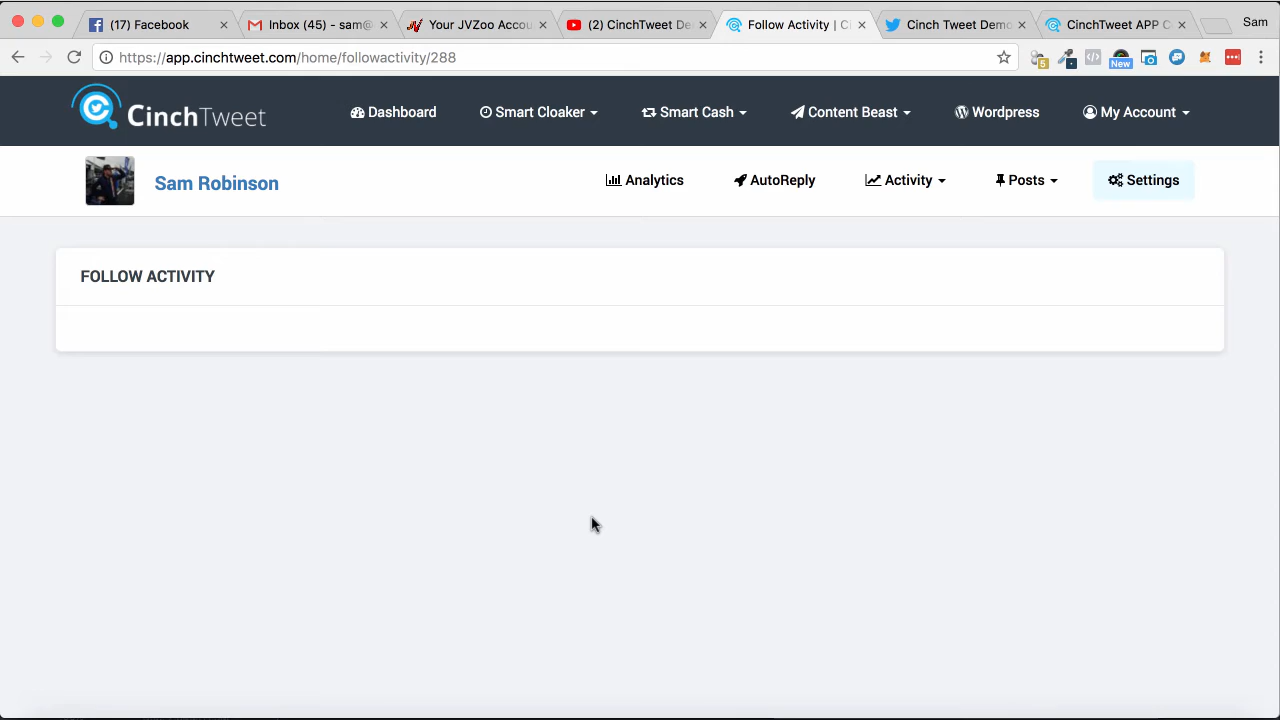 (17) Facebook
Inbox (45) - sam@
Your JVZoo Accou
(2) CinchTweet De
Follow Activity | C
Cinch Tweet Demo
CinchTweet APP C
Sam
https://app.cinchtweet.com/home/followactivity/288
5
New
CinchTweet
Dashboard
Smart Cloaker
Smart Cash
Content Beast
Wordpress
My Account
Sam Robinson
Analytics
AutoReply
Activity
Posts
Settings
FOLLOW ACTIVITY